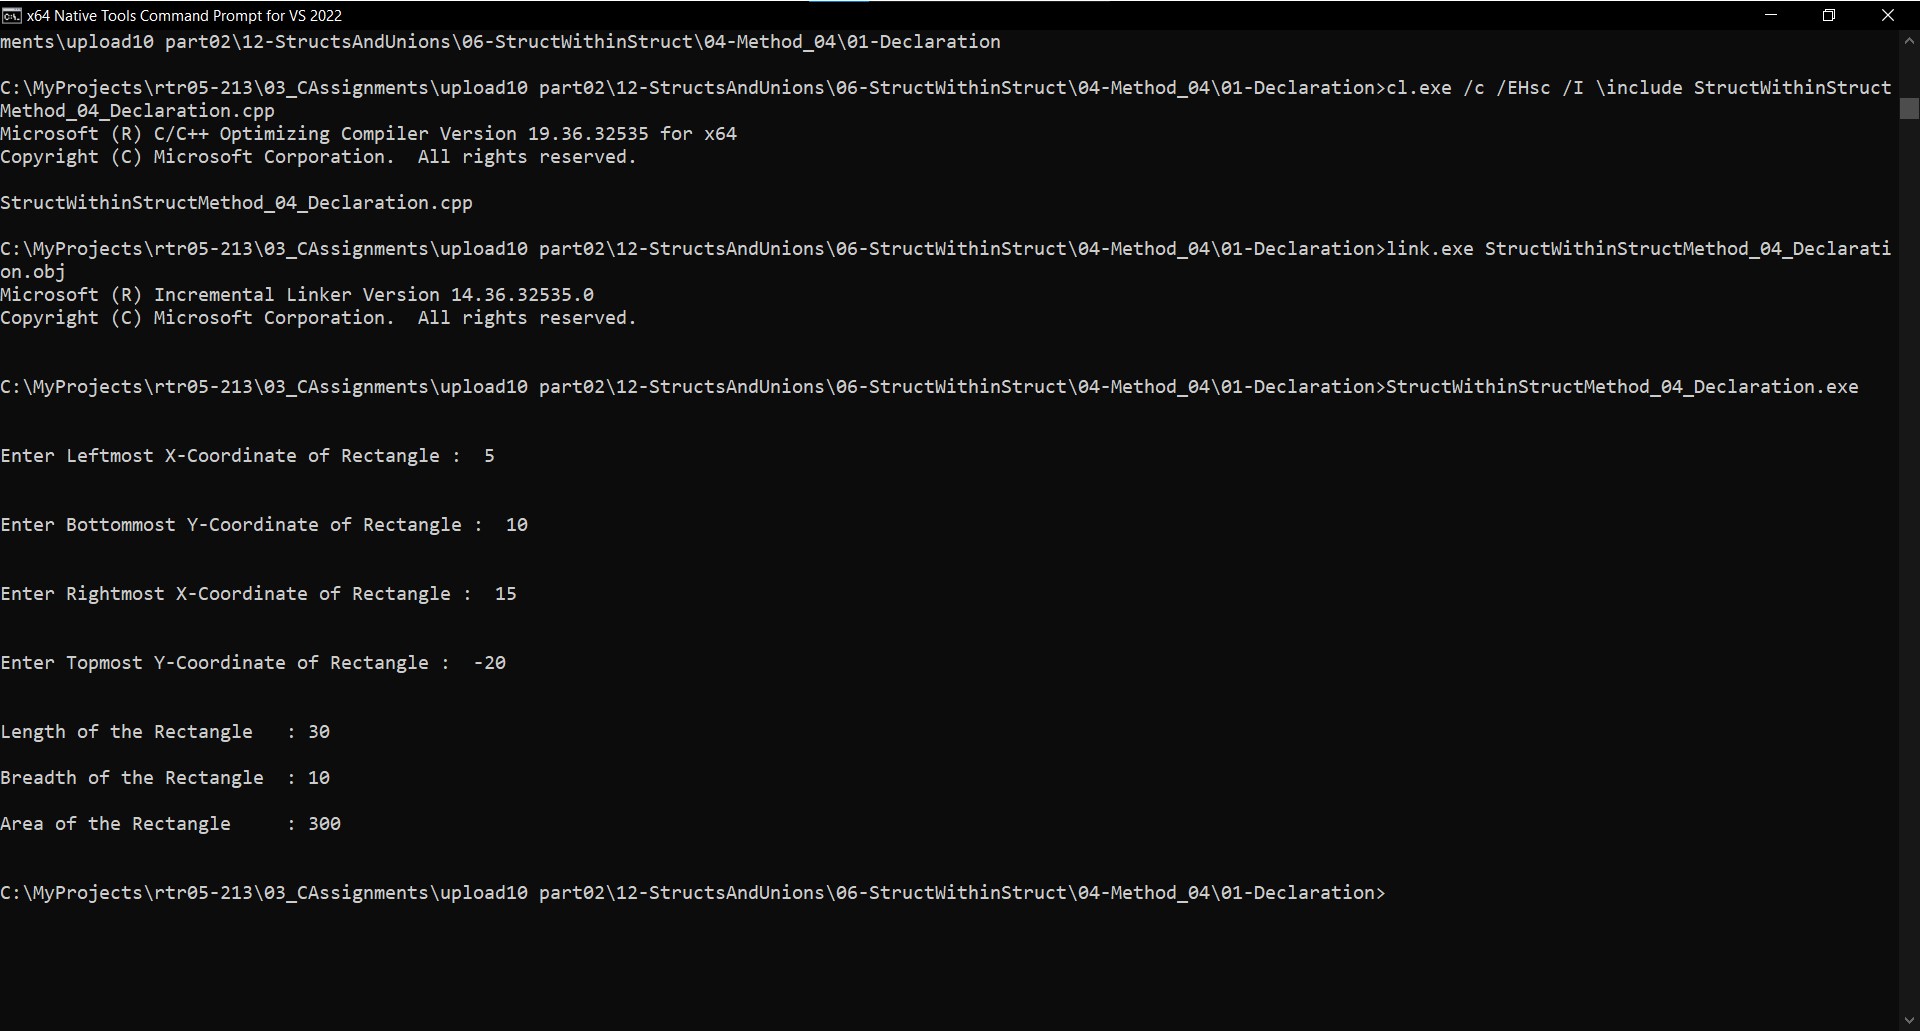 x64 Native Tools Command Prompt for VS 2022
ments\upload10 part02\12-StructsAndUnions\06-StructWithinStruct\04-Method_04\01-Declaration
C:\MyProjects\rtr05-213\03_CAssignments\upload10 part02\12-StructsAndUnions\06-StructWithinStruct\04-Method_04\01-Declaration>cl.exe /c /EHsc /I \include StructWithinStruct
Method_04_Declaration.cpp
Microsoft (R) C/C++ Optimizing Compiler Version 19.36.32535 for x64
Copyright (C) Microsoft Corporation.  All rights reserved.
StructWithinStructMethod_04_Declaration.cpp
C:\MyProjects\rtr05-213\03_CAssignments\upload10 part02\12-StructsAndUnions\06-StructWithinStruct\04-Method_04\01-Declaration>link.exe StructWithinStructMethod_04_Declarati
on.obj
Microsoft (R) Incremental Linker Version 14.36.32535.0
Copyright (C) Microsoft Corporation.  All rights reserved.
C:\MyProjects\rtr05-213\03_CAssignments\upload10 part02\12-StructsAndUnions\06-StructWithinStruct\04-Method_04\01-Declaration>StructWithinStructMethod_04_Declaration.exe
Enter Leftmost X-Coordinate of Rectangle :  5
Enter Bottommost Y-Coordinate of Rectangle :  10
Enter Rightmost X-Coordinate of Rectangle :  15
Enter Topmost Y-Coordinate of Rectangle :  -20
Length of the Rectangle   : 30
Breadth of the Rectangle  : 10
Area of the Rectangle     : 300
C:\MyProjects\rtr05-213\03_CAssignments\upload10 part02\12-StructsAndUnions\06-StructWithinStruct\04-Method_04\01-Declaration>